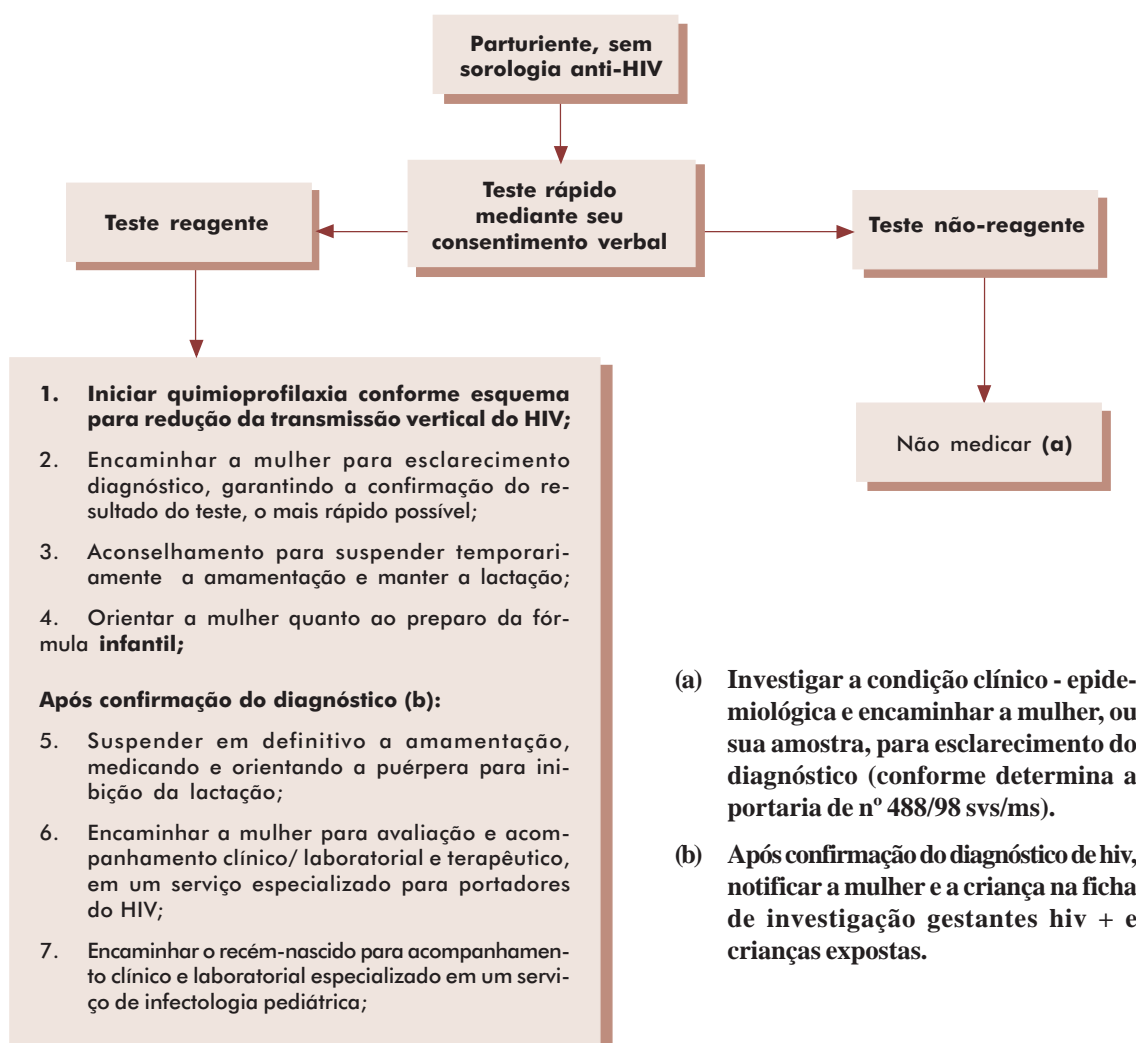 Parturiente, sem
sorologia anti-HIV
Teste rápido
mediante seu
consentimento verbal
Teste reagente
Teste não-reagente
1. Iniciar quimioprofilaxia conforme esquema
para redução da transmissão vertical do HIV;
2. Encaminhar a mulher para esclarecimento
diagnóstico, garantindo a confirmação do re-
sultado do teste, o mais rápido possível;
3. Aconselhamento para suspender temporari-
amente a amamentação e manter a lactação;
4. Orientar a mulher quanto ao preparo da fór-
mula infantil;
Após confirmação do diagnóstico (b):
5. Suspender em definitivo a amamentação,
medicando e orientando a puérpera para ini-
bição da lactação;
6. Encaminhar a mulher para avaliação e acom-
panhamento clínico/ laboratorial e terapêutico,
em um serviço especializado para portadores
do HIV;
7. Encaminhar o recém-nascido para acompanhamen-
to clínico e laboratorial especializado em um servi-
ço de infectologia pediátrica;
Não medicar (a)
(a) Investigar a condição clínico - epide-
miológica e encaminhar a mulher, ou
sua amostra, para esclarecimento do
diagnóstico (conforme determina a
portaria de nº 488/98 svs/ms).
(b) Após confirmação do diagnóstico de hiv,
notificar a mulher e a criança na ficha
de investigação gestantes hiv + e
crianças expostas.